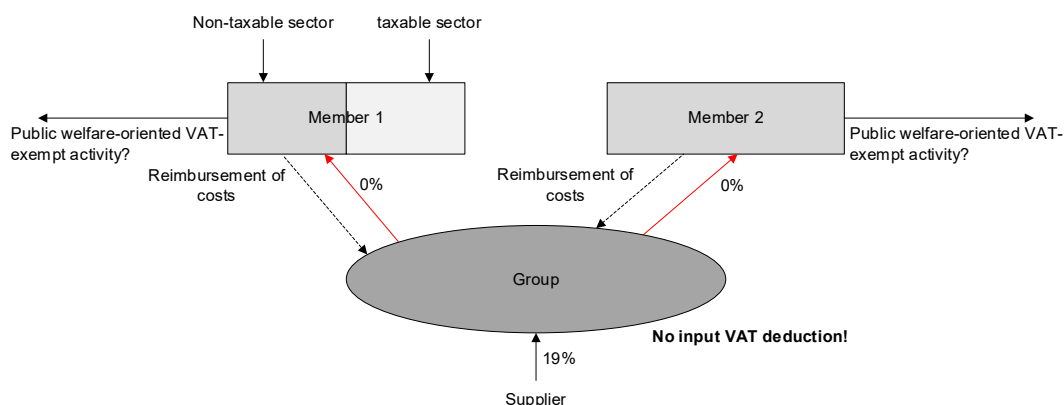 Non-taxable sector
taxable sector
Member 1
Member 2
Public welfare-oriented VAT-
exempt activity?
Public welfare-oriented VAT-
exempt activity?
Reimbursement of
costs
0%
Reimbursement of
costs
0%
Group
No input VAT deduction!
19%
Supplier